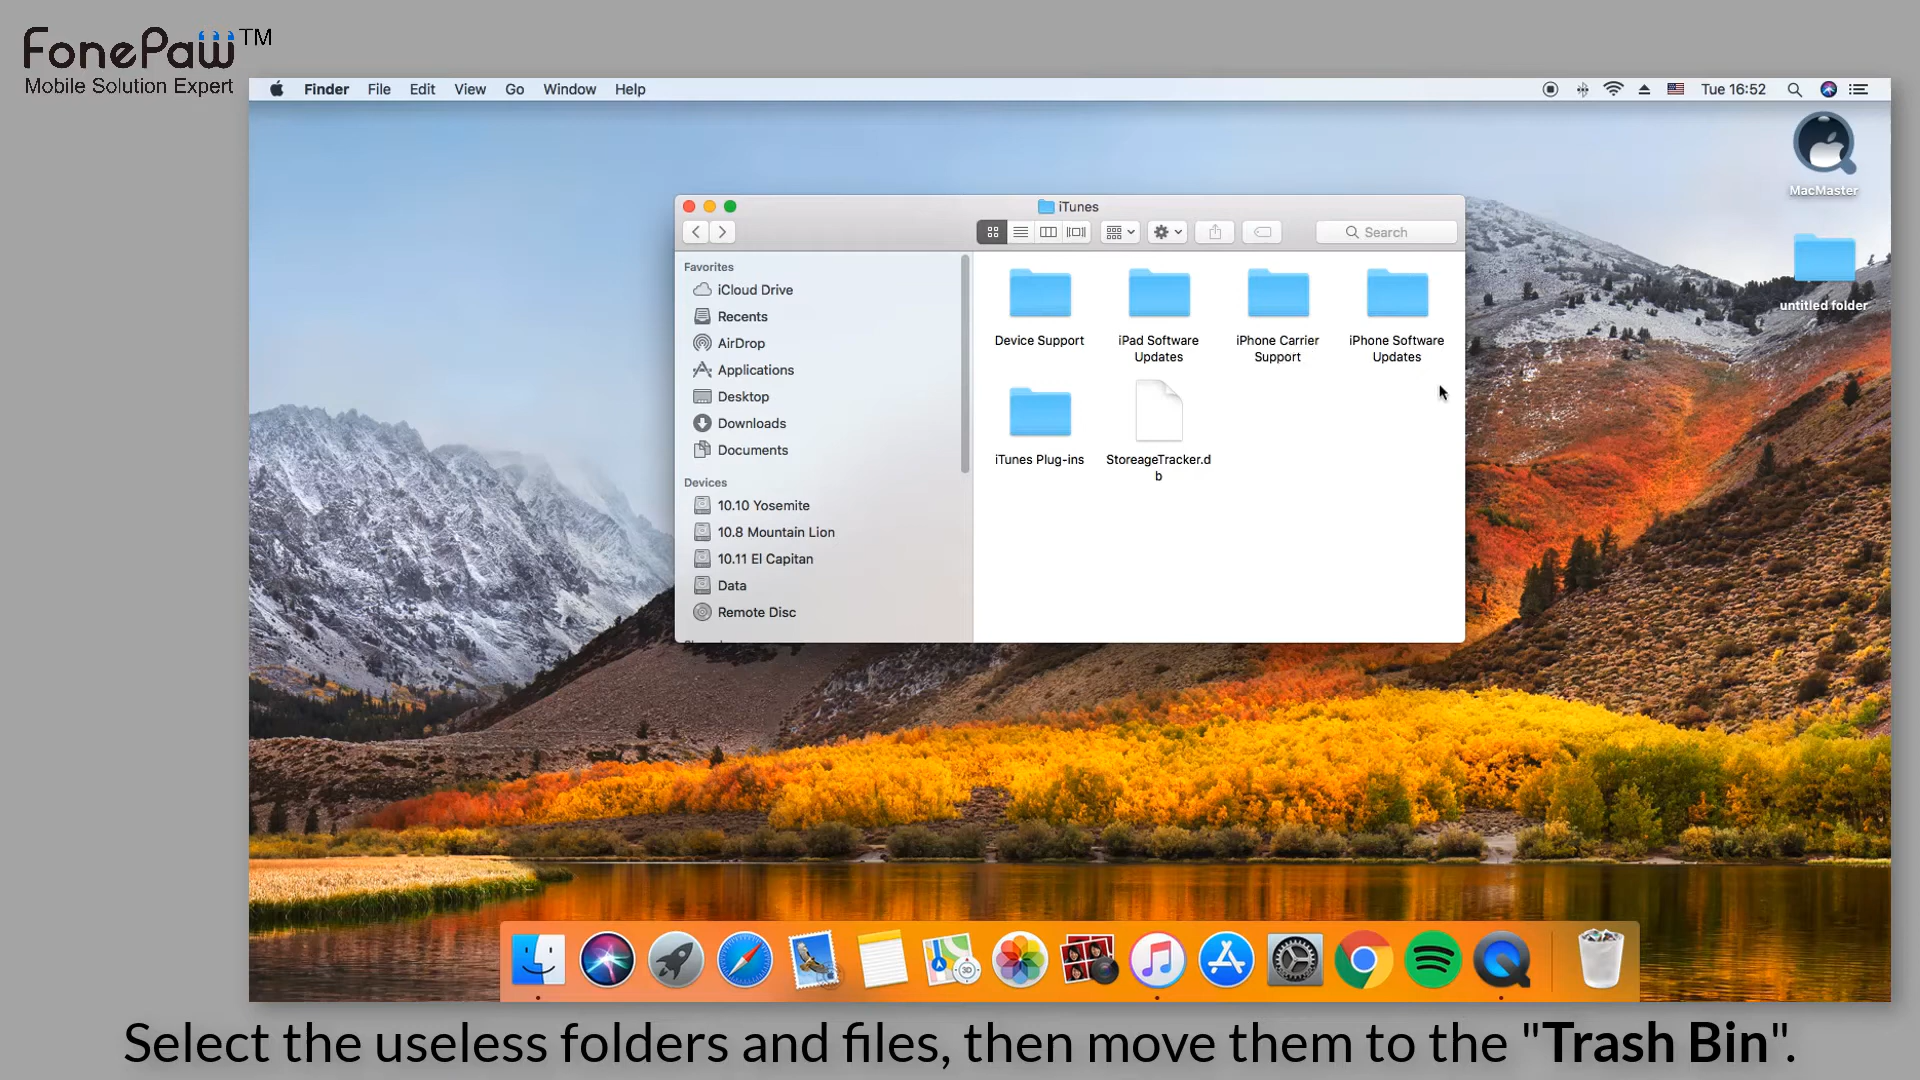 FonePaw™
Mobile Solution Expert
Finder File Edit View Go Window Help
Tue 16:52
MacMaster
untitled folder
iTunes
Search
Favorites
iCloud Drive
Recents
AirDrop
Applications
Desktop
Downloads
Documents
Devices
10.10 Yosemite
10.8 Mountain Lion
10.11 El Capitan
Data
Remote Disc
Device Support
iPad Software
Updates
iPhone Carrier
Support
iPhone Software
Updates
iTunes Plug-ins
StoreageTracker.d
b
3D
Select the useless folders and files, then move them to the "Trash Bin".